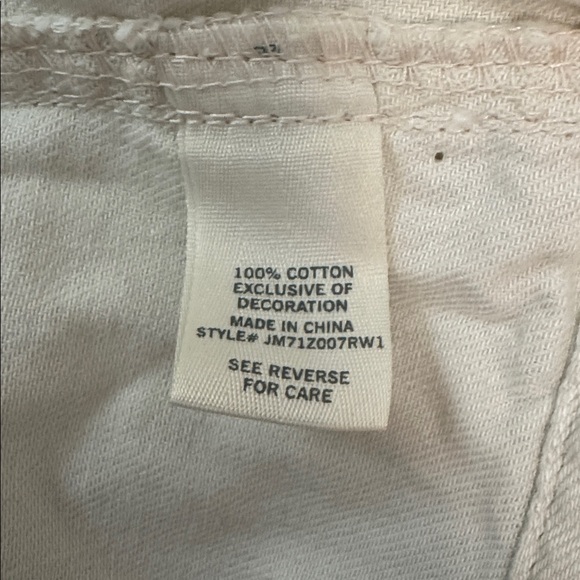 100% COTTON
EXCLUSIVE OF
DECORATION
MADE IN CHINA
STYLE# JM71Z007RW1
SEE REVERSE
FOR CARE